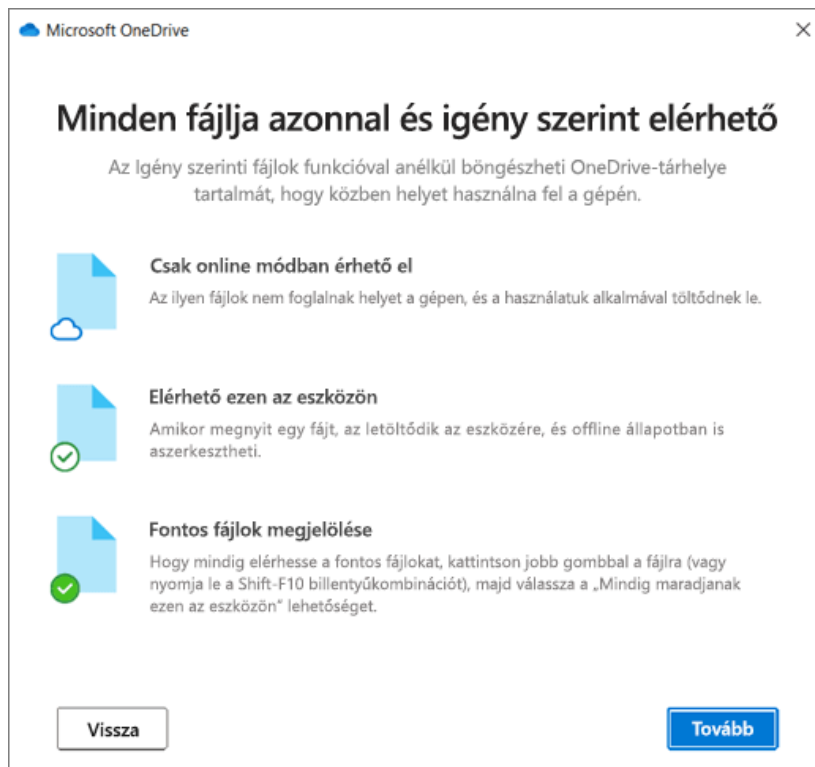 Microsoft OneDrive
Minden fájlja azonnal és igény szerint elérhető
Az Igény szerinti fájlok funkcióval anélkül böngészheti OneDrive-tárhelye
tartalmát, hogy közben helyet használna fel a gépén.
Csak online módban érhető el
Az ilyen fájlok nem foglalnak helyet a gépen, és a használatuk alkalmával töltődnek le.
Elérhető ezen az eszközön
Amikor megnyit egy fájt, az letöltődik az eszközére, és offline állapotban is
aszerkesztheti.
Fontos fájlok megjelölése
Hogy mindig elérhesse a fontos fájlokat, kattintson jobb gombbal a fájlra (vagy
nyomja le a Shift-F10 billentyűkombinációt), majd válassza a „Mindig maradjanak
ezen az eszközön“ lehetőséget.
Vissza
Tovább